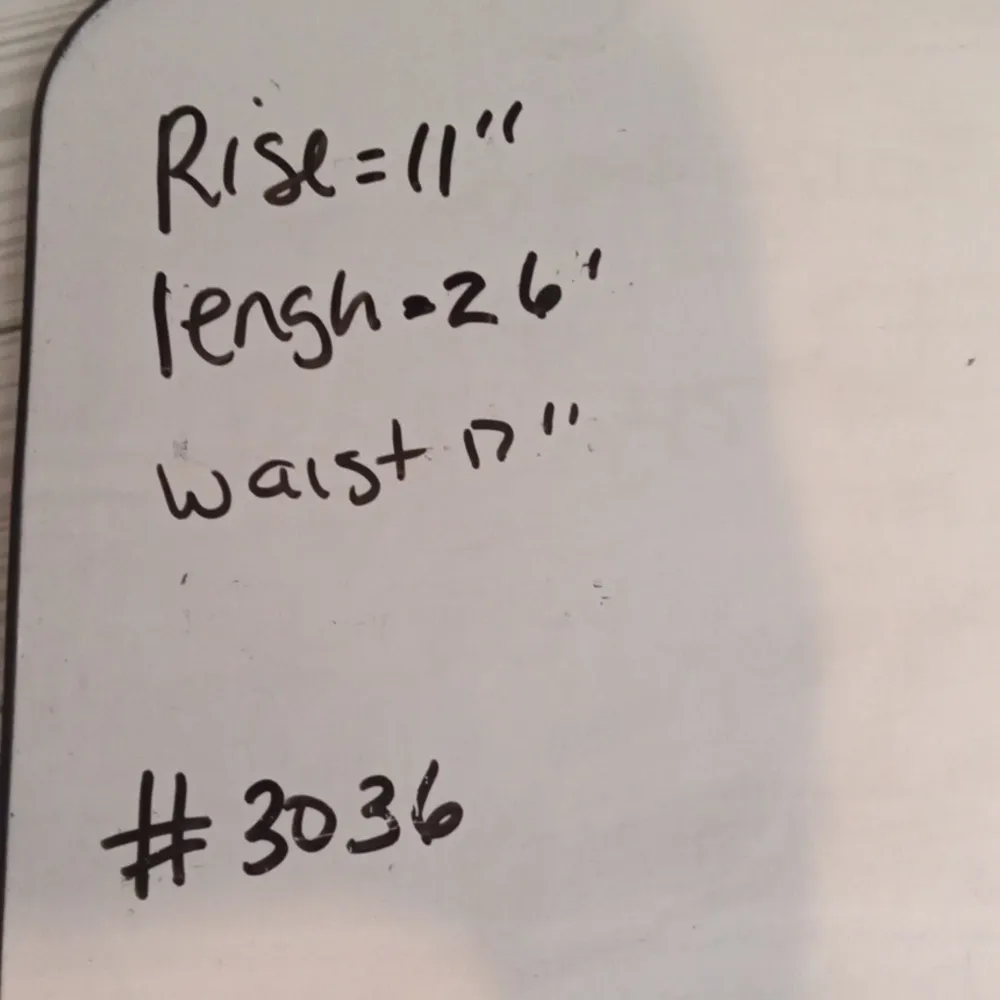 Rise = 11"
lengh = 26"
waist 17"
#3036